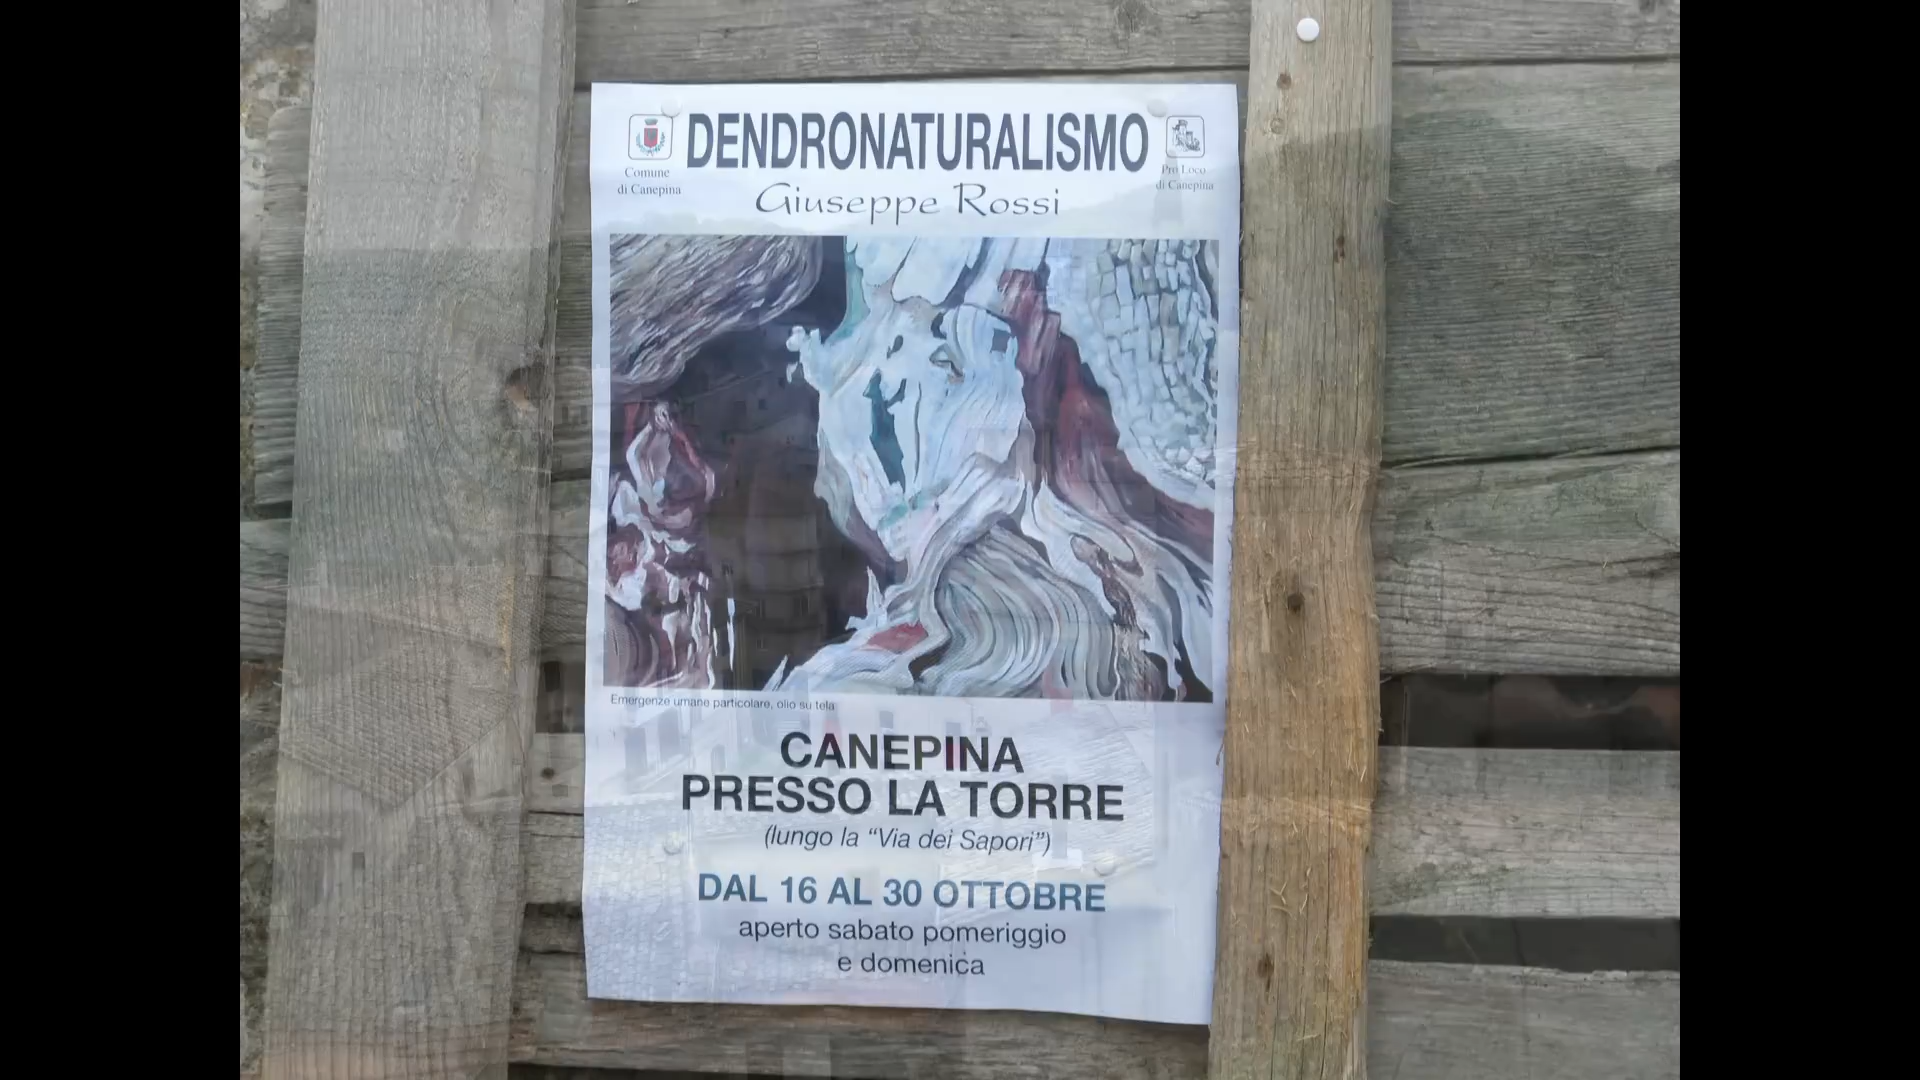 DENDRONATURALISMO
Giuseppe Rossi
Comune
di Canepina
Pro Loco
di Canepina
Emergenze umane particolare, olio su tela
CANEPINA
PRESSO LA TORRE
(lungo la “Via dei Sapori”)
DAL 16 AL 30 OTTOBRE
aperto sabato pomeriggio
e domenica